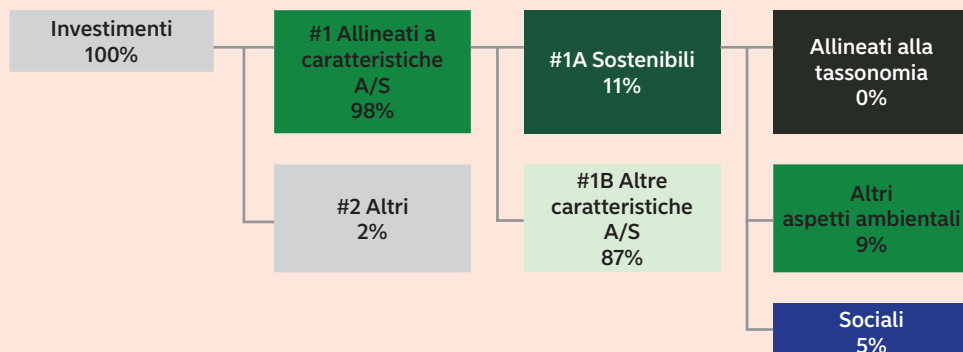 Investimenti
100%
#1 Allineati a
caratteristiche
A/S
98%
#1A Sostenibili
11%
Allineati alla
tassonomia
0%
#2 Altri
2%
#1B Altre
caratteristiche
A/S
87%
Altri
aspetti ambientali
9%
Sociali
5%